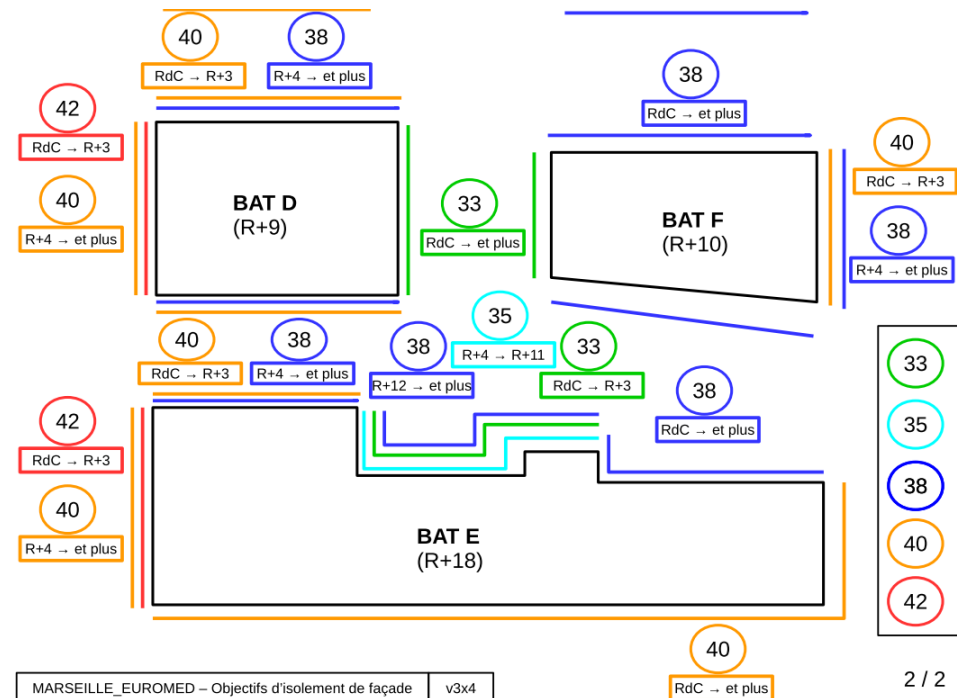 40
RdC → R+3
38
R+4 → et plus
38
RdC → et plus
42
RdC → R+3
40
R+4 → et plus
BAT D
(R+9)
33
RdC → et plus
BAT F
(R+10)
40
RdC → R+3
38
R+4 → et plus
40
RdC → R+3
38
R+4 → et plus
38
R+12 → et plus
35
R+4 → R+11
33
RdC → R+3
38
RdC → et plus
42
RdC → R+3
40
R+4 → et plus
BAT E
(R+18)
40
RdC → et plus
33
35
38
40
42
MARSEILLE_EUROMED – Objectifs d'isolement de façade
v3x4
2 / 2